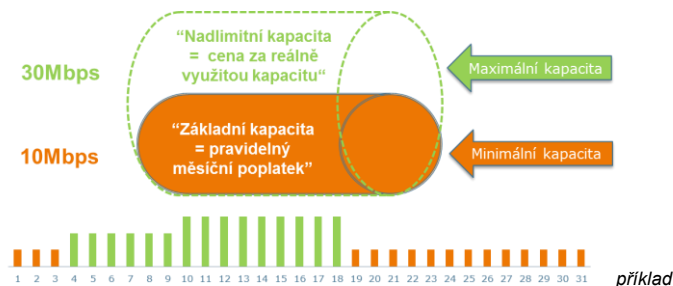 “Nadlimitní kapacita
= cena za reálně
využitou kapacitu“
30Mbps
Maximální kapacita
“Základní kapacita
= pravidelný
měsíční poplatek”
10Mbps
Minimální kapacita
1 2 3 4 5 6 7 8 9 10 11 12 13 14 15 16 17 18 19 20 21 22 23 24 25 26 27 28 29 30 31
příklad